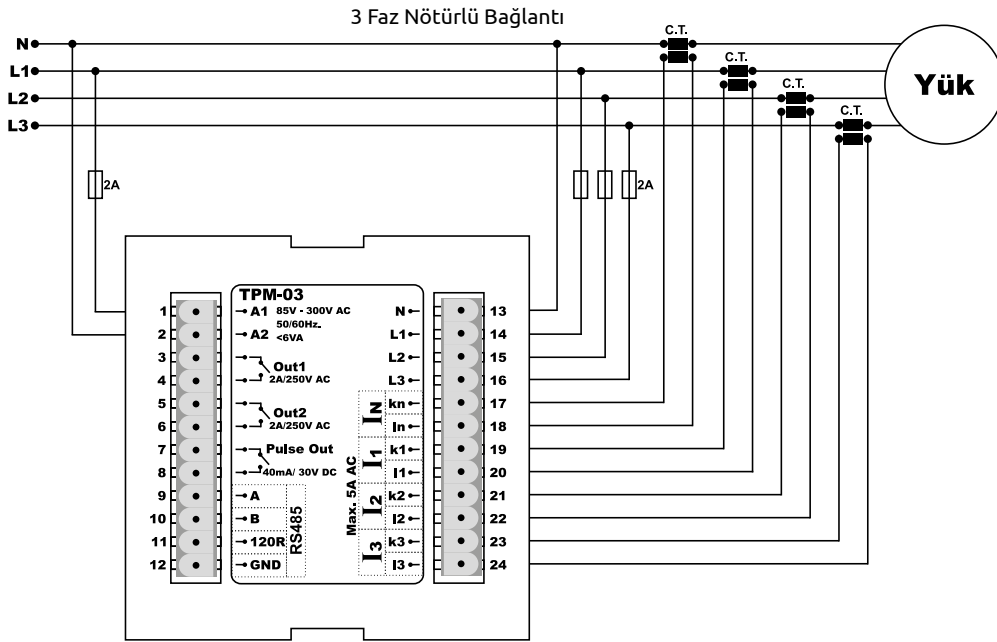 3 Faz Nötürlü Bağlantı
N
L1
L2
L3
C.T.
C.T.
C.T.
C.T.
Yük
2A
2A
TPM-03
1
A1 85V - 300V AC
50/60Hz.
<6VA
2
A2
3
Out1
4
2A/250V AC
5
Out2
6
2A/250V AC
7
Pulse Out
8
40mA/ 30V DC
9
A
10
B
11
120R
12
GND
RS485
Max. 5A AC
N
13
L1
14
L2
15
L3
16
IN
kn
17
In
18
I1
k1
19
I1
20
I2
k2
21
I2
22
I3
k3
23
I3
24